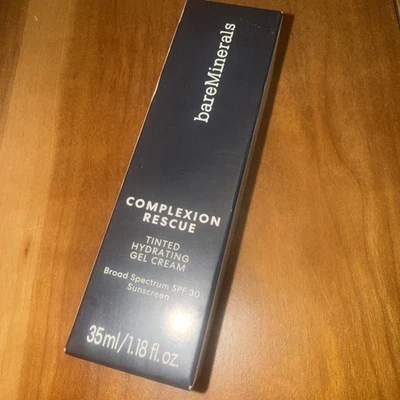 bareMinerals
COMPLEXION
RESCUE
TINTED
HYDRATING
GEL CREAM
Broad Spectrum SPF 30
Sunscreen
35ml/1.18 fl.oz.